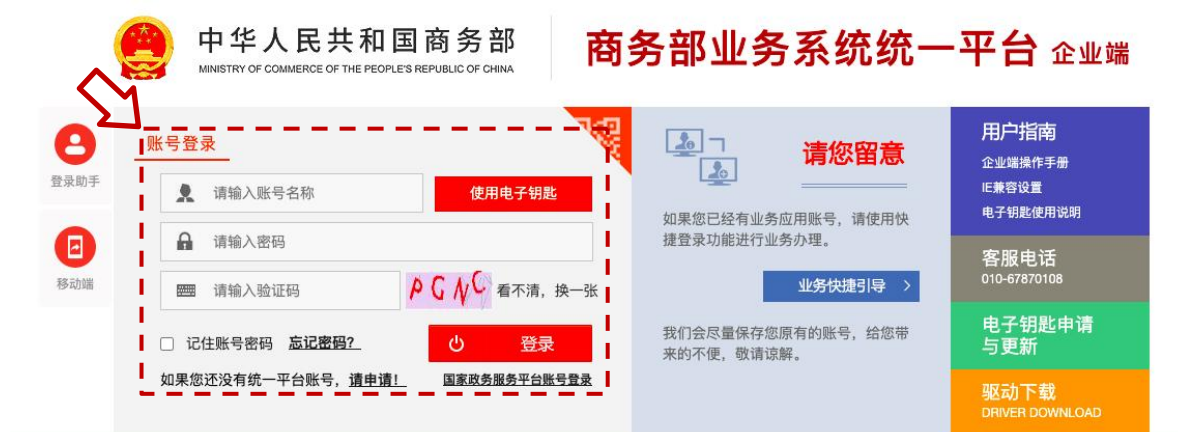 中华人民共和国商务部
MINISTRY OF COMMERCE OF THE PEOPLE'S REPUBLIC OF CHINA
商务部业务系统统一平台 企业端
登录助手
移动端
账号登录
请输入账号名称
使用电子钥匙
请输入密码
请输入验证码
PGNC
看不清，换一张
记住账号密码 忘记密码?
登录
如果您还没有统一平台账号，请申请！
国家政务服务平台账号登录
请您留意
如果您已经有业务应用账号，请使用快
捷登录功能进行业务办理。
业务快捷引导 >
我们会尽量保存您原有的账号，给您带
来的不便，敬请谅解。
用户指南
企业端操作手册
IE兼容设置
电子钥匙使用说明
客服电话
010-67870108
电子钥匙申请
与更新
驱动下载
DRIVER DOWNLOAD